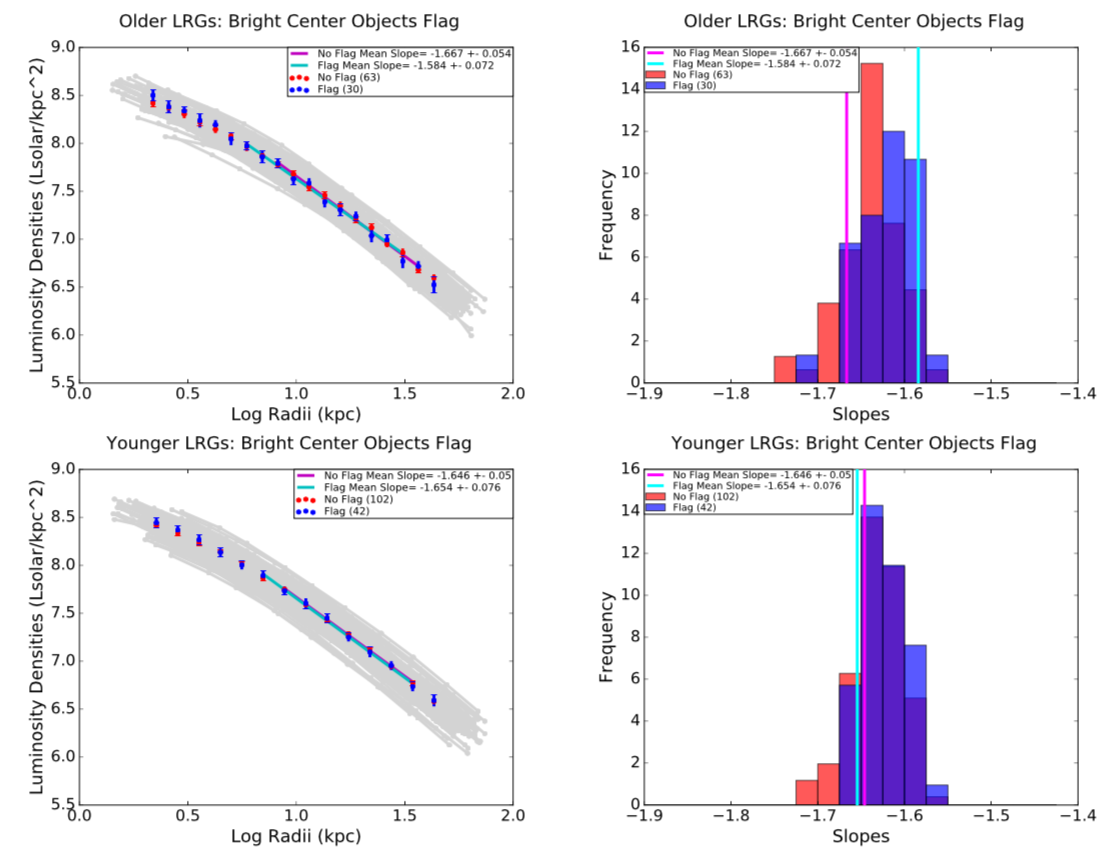 Older LRGs: Bright Center Objects Flag
Luminosity Densities (Lsolar/kpc^2)
9.0
8.5
8.0
7.5
7.0
6.5
6.0
5.5
No Flag Mean Slope= -1.667 +- 0.054
Flag Mean Slope= -1.584 +- 0.072
No Flag (63)
Flag (30)
0.0 0.5 1.0 1.5 2.0
Log Radii (kpc)
Older LRGs: Bright Center Objects Flag
Frequency
16
14
12
10
8
6
4
2
0
No Flag Mean Slope= -1.667 +- 0.054
Flag Mean Slope= -1.584 +- 0.072
No Flag (63)
Flag (30)
−1.9 −1.8 −1.7 −1.6 −1.5 −1.4
Slopes
Younger LRGs: Bright Center Objects Flag
Luminosity Densities (Lsolar/kpc^2)
9.0
8.5
8.0
7.5
7.0
6.5
6.0
5.5
No Flag Mean Slope= -1.646 +- 0.05
Flag Mean Slope= -1.654 +- 0.076
No Flag (102)
Flag (42)
0.0 0.5 1.0 1.5 2.0
Log Radii (kpc)
Younger LRGs: Bright Center Objects Flag
Frequency
16
14
12
10
8
6
4
2
0
No Flag Mean Slope= -1.646 +- 0.05
Flag Mean Slope= -1.654 +- 0.076
No Flag (102)
Flag (42)
−1.9 −1.8 −1.7 −1.6 −1.5 −1.4
Slopes